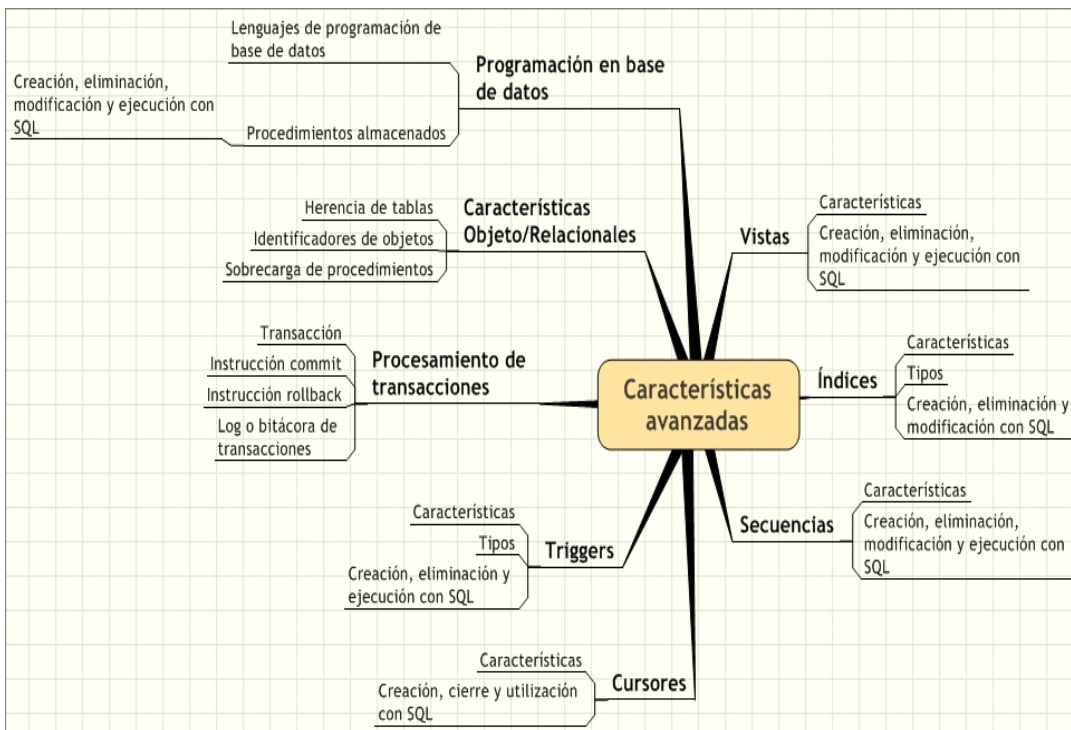 Lenguajes de programación de
base de datos
Programación en base
de datos
Creación, eliminación,
modificación y ejecución con
SQL
Procedimientos almacenados
Herencia de tablas
Identificadores de objetos
Sobrecarga de procedimientos
Características
Objeto/Relacionales
Transacción
Instrucción commit
Instrucción rollback
Log o bitácora de
transacciones
Procesamiento de
transacciones
Características
Tipos
Creación, eliminación y
ejecución con SQL
Triggers
Características
Creación, cierre y utilización
con SQL
Cursores
Características
avanzadas
Vistas
Características
Creación, eliminación,
modificación y ejecución con
SQL
Índices
Características
Tipos
Creación, eliminación y
modificación con SQL
Secuencias
Características
Creación, eliminación,
modificación y ejecución con
SQL